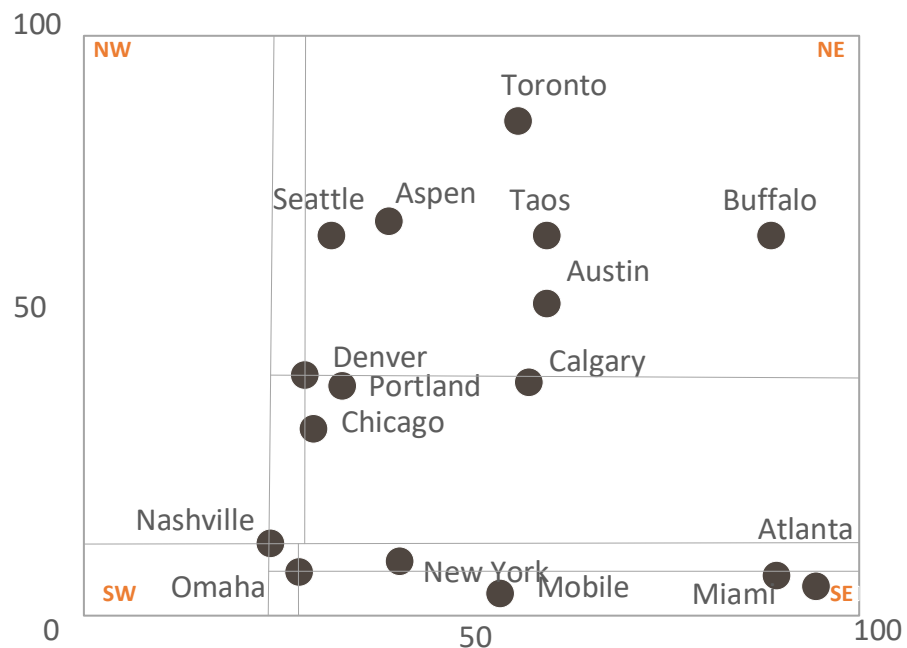 100
NW
NE
Toronto
Seattle
Aspen
Taos
Buffalo
Austin
50
Denver
Calgary
Portland
Chicago
Nashville
Atlanta
New York
Omaha
Mobile
Miami
SW
SE
0
50
100